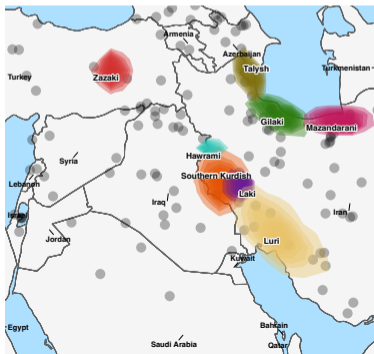 Armenia
Azerbaijan
Turkey
Zazaki
Talysh
Turkmenistan
Gilaki
Mazandarani
Hawrami
Syria
Lebanon
Southern Kurdish
Laki
Iraq
Israel
Iran
Jordan
Luri
Kuwait
Egypt
Bahrain
Saudi Arabia
Qatar